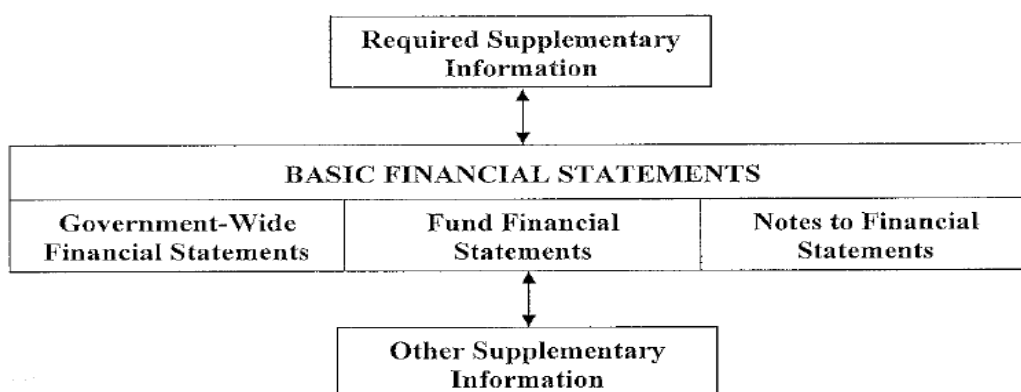 Required Supplementary
Information
BASIC FINANCIAL STATEMENTS
Government-Wide
Financial Statements
Fund Financial
Statements
Notes to Financial
Statements
Other Supplementary
Information